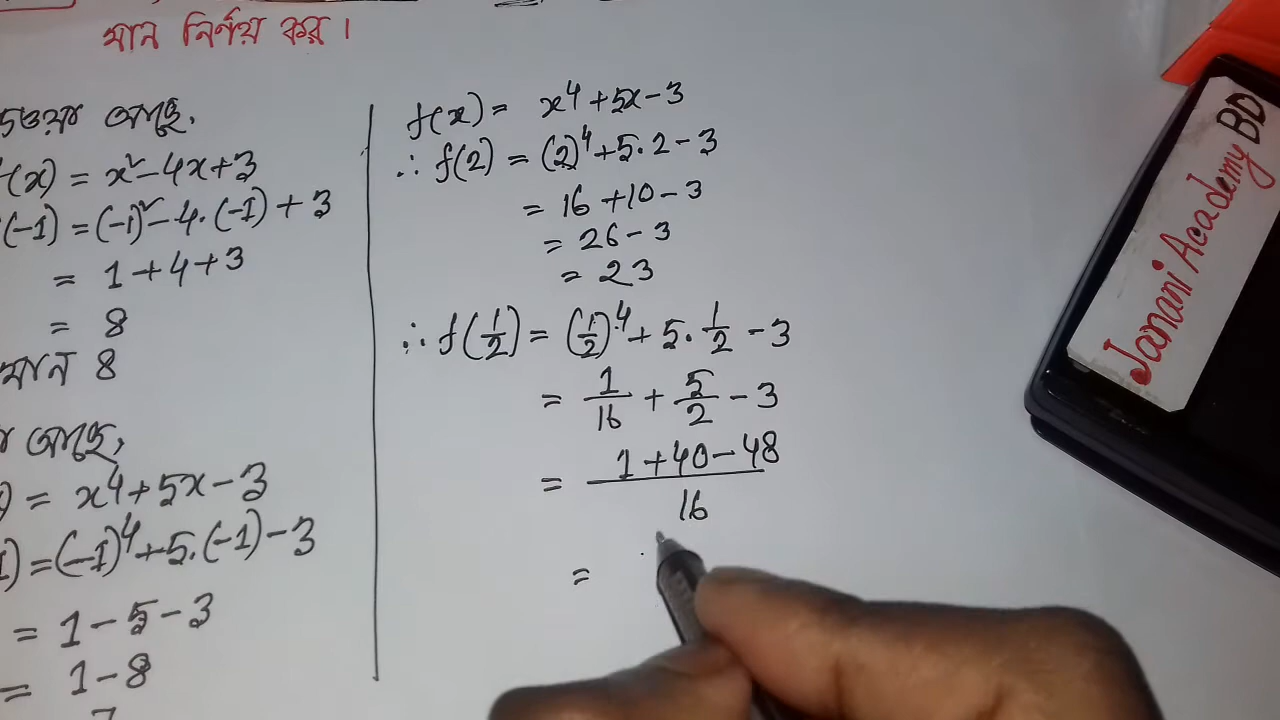 মান নির্ণয় কর।
আছে,
(x) = x² - 4x + 3
(-1) = (-1)² - 4. (-1) + 3
= 1 + 4 + 3
= 8
মান 8
আছে,
) = x⁴ + 5x - 3
1) = (-1)⁴ + 5. (-1) - 3
= 1 - 5 - 3
= 1 - 8
f(x) = x⁴ + 5x - 3
∴ f(2) = (2)⁴ + 5. 2 - 3
= 16 + 10 - 3
= 26 - 3
= 23
∴ f(1/2) = (1/2)⁴ + 5. 1/2 - 3
= 1/16 + 5/2 - 3
= (1 + 40 - 48)/16
=
Janani Academy BD